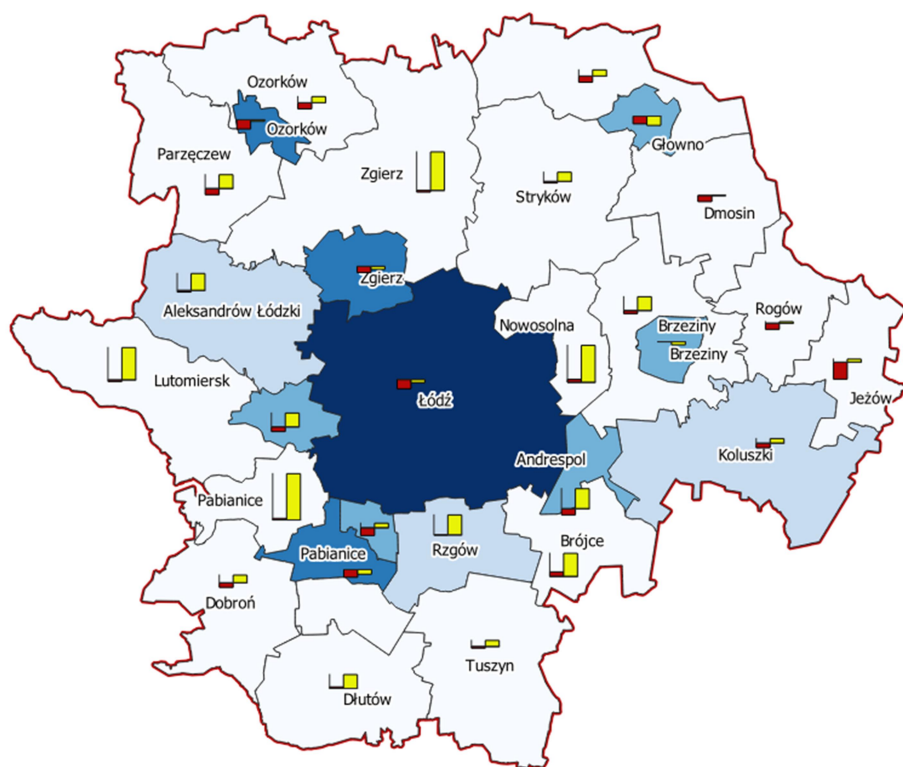 Ozorków
Ozorków
Głowno
Parzęczew
Zgierz
Stryków
Dmosin
Zgierz
Aleksandrów Łódzki
Nowosolna
Rogów
Brzeziny
Brzeziny
Lutomiersk
Łódź
Jeżów
Koluszki
Andrespol
Pabianice
Brójce
Pabianice
Rzgów
Dobroń
Tuszyn
Dłutów